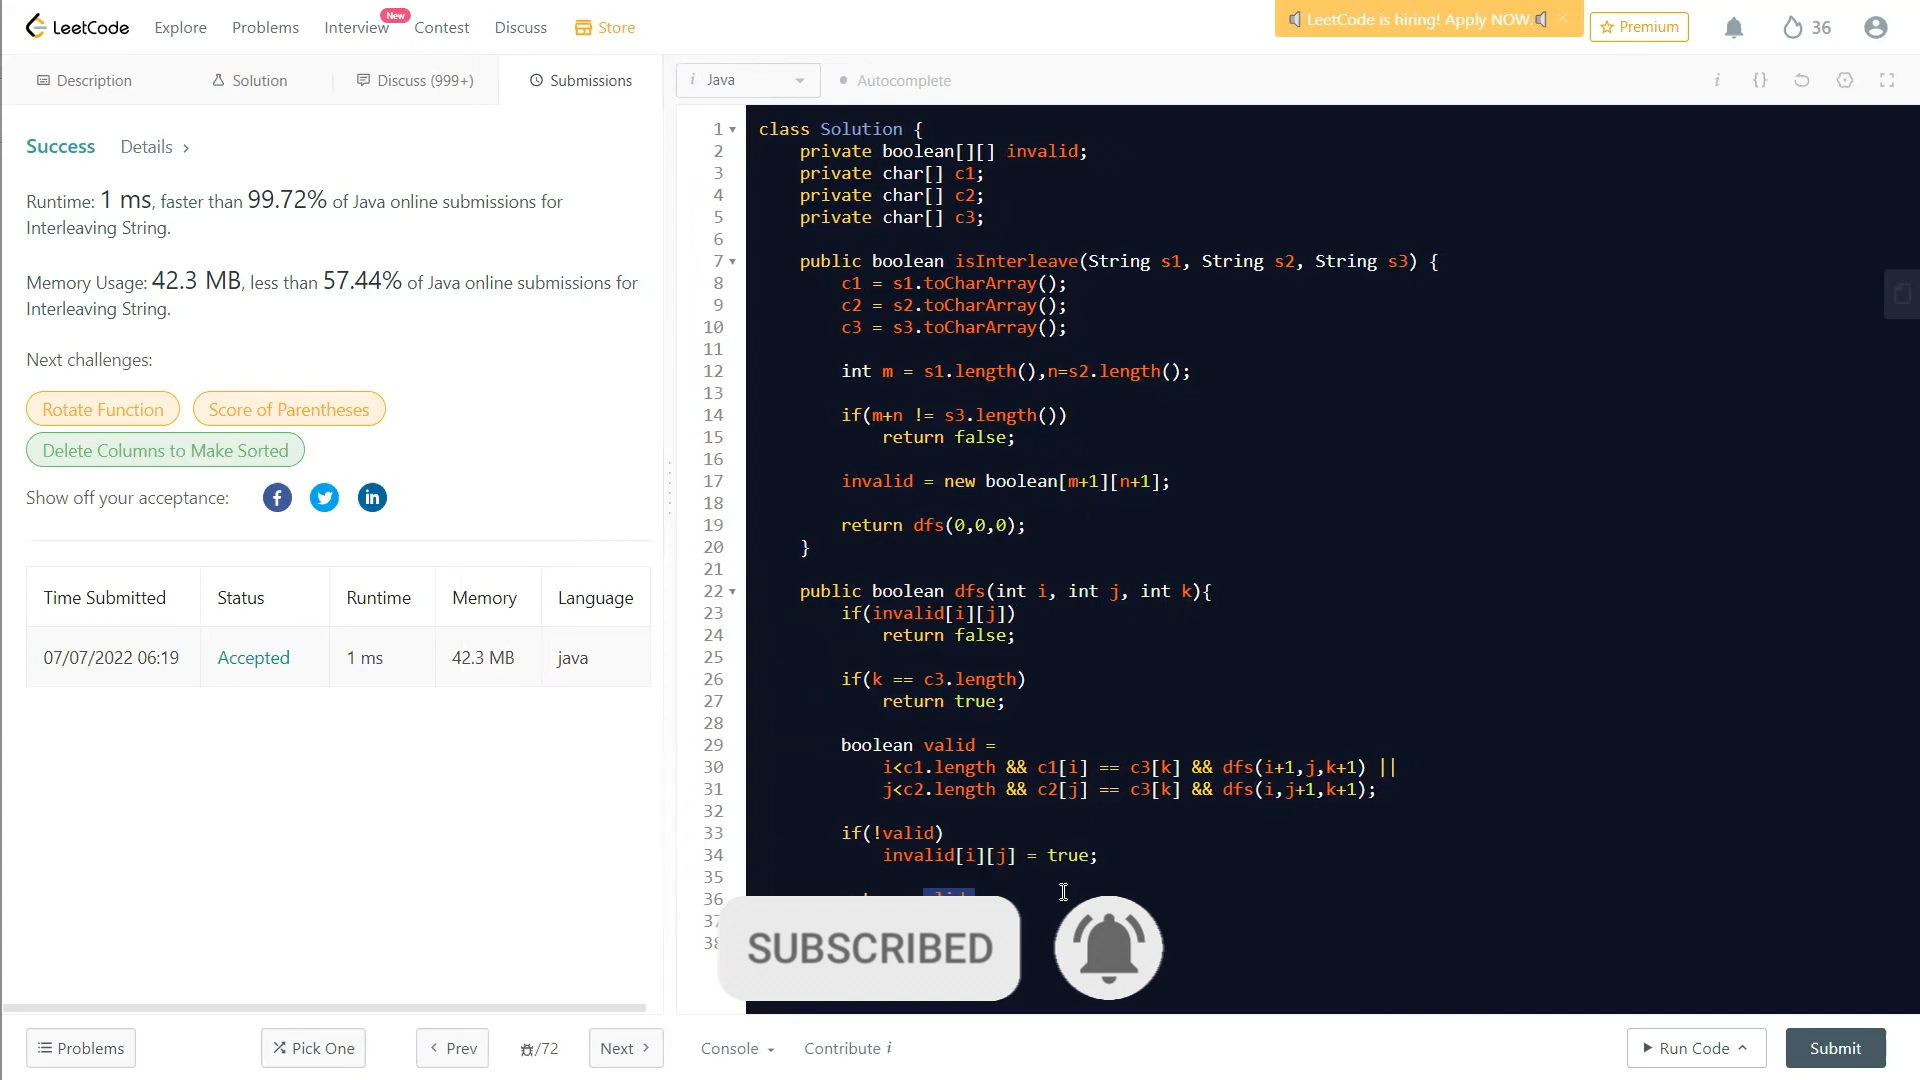 LeetCode
Explore
Problems
Interview
New
Contest
Discuss
Store
LeetCode is hiring! Apply NOW.
Premium
36
Description
Solution
Discuss (999+)
Submissions
i Java
Autocomplete
Success
Details
Runtime: 1 ms, faster than 99.72% of Java online submissions for
Interleaving String.
Memory Usage: 42.3 MB, less than 57.44% of Java online submissions for
Interleaving String.
Next challenges:
Rotate Function
Score of Parentheses
Delete Columns to Make Sorted
Show off your acceptance:
Time Submitted Status Runtime Memory Language
07/07/2022 06:19 Accepted 1 ms 42.3 MB java
1 class Solution {
2 private boolean[][] invalid;
3 private char[] c1;
4 private char[] c2;
5 private char[] c3;
6
7 public boolean isInterleave(String s1, String s2, String s3) {
8 c1 = s1.toCharArray();
9 c2 = s2.toCharArray();
10 c3 = s3.toCharArray();
11
12 int m = s1.length(),n=s2.length();
13
14 if(m+n != s3.length())
15 return false;
16
17 invalid = new boolean[m+1][n+1];
18
19 return dfs(0,0,0);
20 }
21
22 public boolean dfs(int i, int j, int k){
23 if(invalid[i][j])
24 return false;
25
26 if(k == c3.length)
27 return true;
28
29 boolean valid =
30 i<c1.length && c1[i] == c3[k] && dfs(i+1,j,k+1) ||
31 j<c2.length && c2[j] == c3[k] && dfs(i,j+1,k+1);
32
33 if(!valid)
34 invalid[i][j] = true;
35
36
SUBSCRIBED
Problems
Pick One
Prev
/72
Next
Console
Contribute i
Run Code
Submit